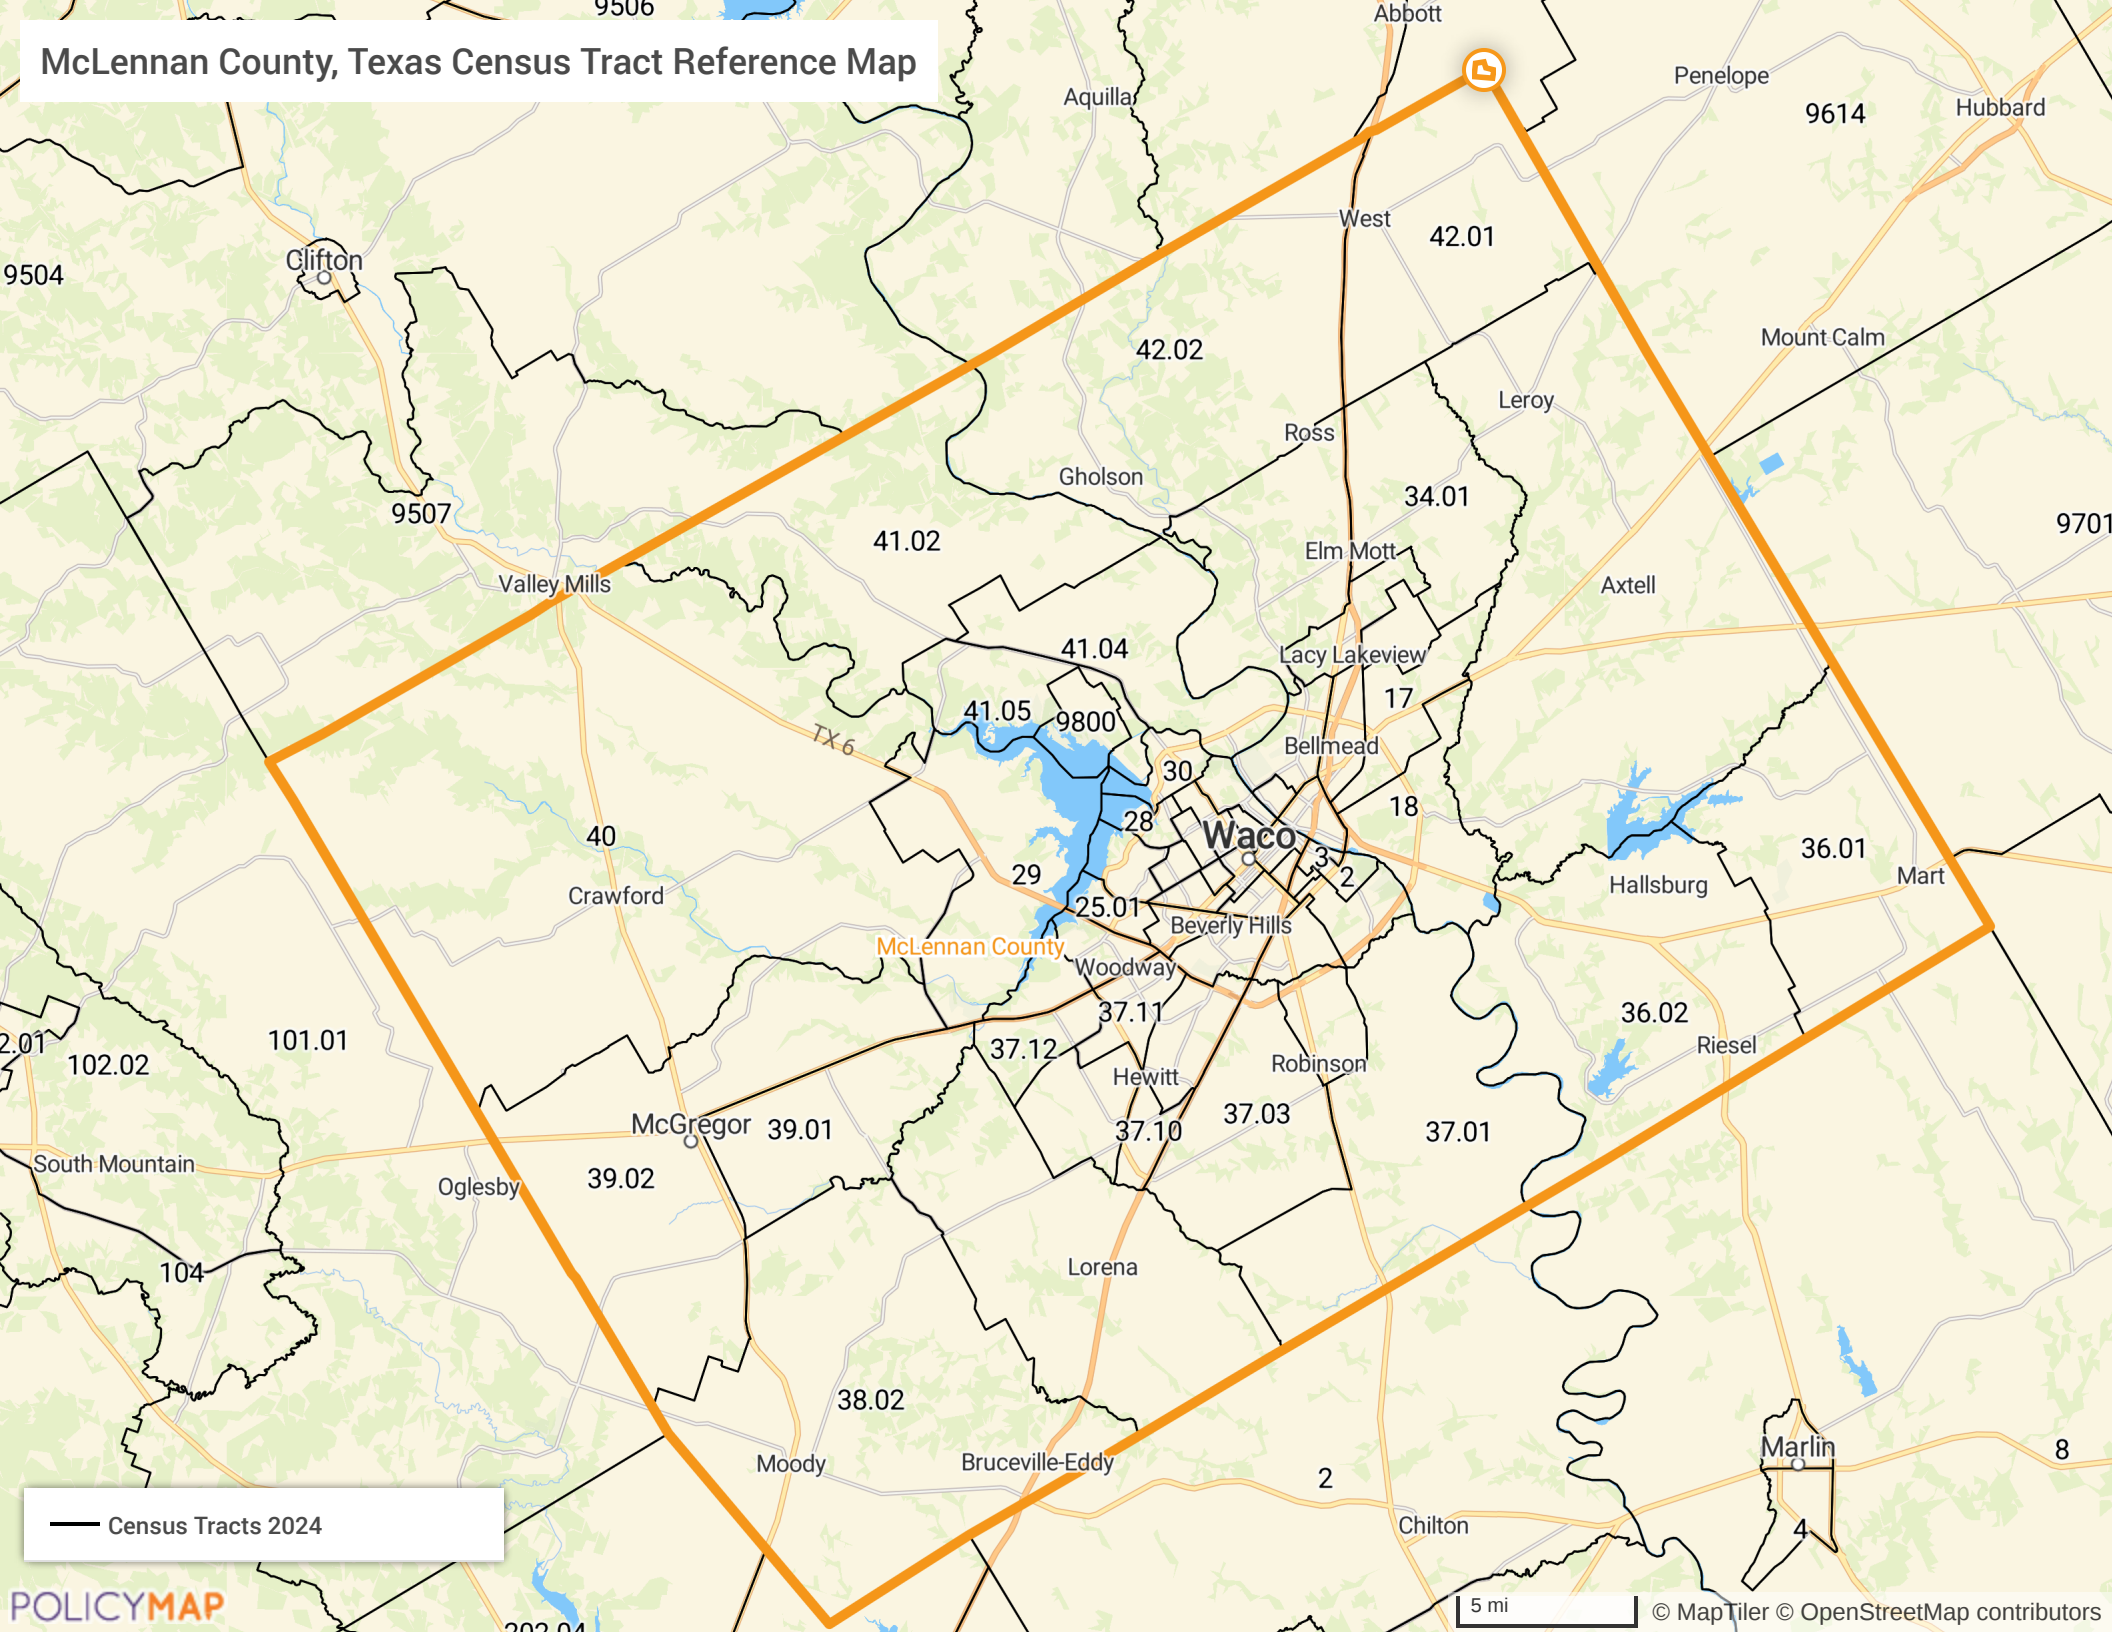 9506
Abbott
McLennan County, Texas Census Tract Reference Map
Penelope
Aquilla
9614
Hubbard
West
42.01
Clifton
9504
Mount Calm
42.02
Leroy
Ross
Gholson
34.01
9507
9701
41.02
Elm Mott
Valley Mills
Axtell
41.04
Lacy Lakeview
17
41.05
9800
TX 6
Bellmead
30
18
28
Waco
40
36.01
3
29
2
Mart
Hallsburg
Crawford
25.01
Beverly Hills
McLennan County
Woodway
37.11
36.02
101.01
2.01
Riesel
37.12
102.02
Robinson
Hewitt
37.03
McGregor
39.01
37.10
37.01
South Mountain
39.02
Oglesby
104
Lorena
38.02
Marlin
8
Bruceville-Eddy
Moody
2
Census Tracts 2024
Chilton
4
5 mi
POLICYMAP
© MapTiler © OpenStreetMap contributors
202.04